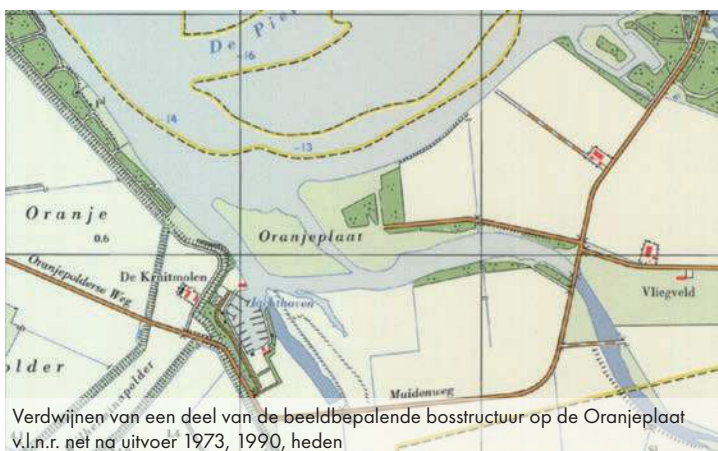 De Piet
-16
-14
-13
Oranje
0.6
Oranjeplaat
De Kruitmolen
Oranjepolderse Weg
Jachthaven
Vliegveld
Muidenweg
Verdwijnen van een deel van de beeldbepalende bosstructuur op de Oranjeplaat
v.l.n.r. net na uitvoer 1973, 1990, heden